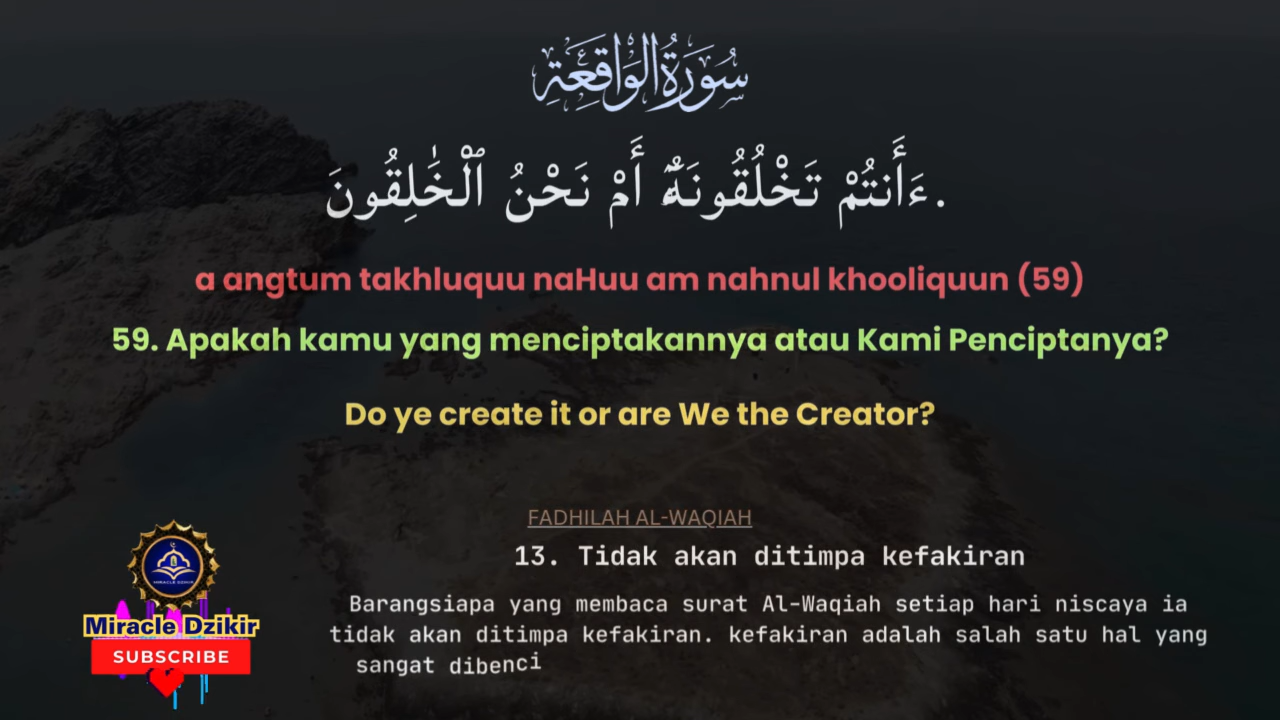 سُورَةُ الْوَاقِعَةِ
ءَأَنتُمْ تَخْلُقُونَهُۥٓ أَمْ نَحْنُ ٱلْخَٰلِقُونَ.
a angtum takhluquu naHuu am nahnul khooliquun (59)
59. Apakah kamu yang menciptakannya atau Kami Penciptanya?
Do ye create it or are We the Creator?
FADHILAH AL-WAQIAH
13. Tidak akan ditimpa kefakiran
Barangsiapa yang membaca surat Al-Waqiah setiap hari niscaya ia
tidak akan ditimpa kefakiran. kefakiran adalah salah satu hal yang
sangat dibenci
MIRACLE DZIKIR
Miracle Dzikir
SUBSCRIBE